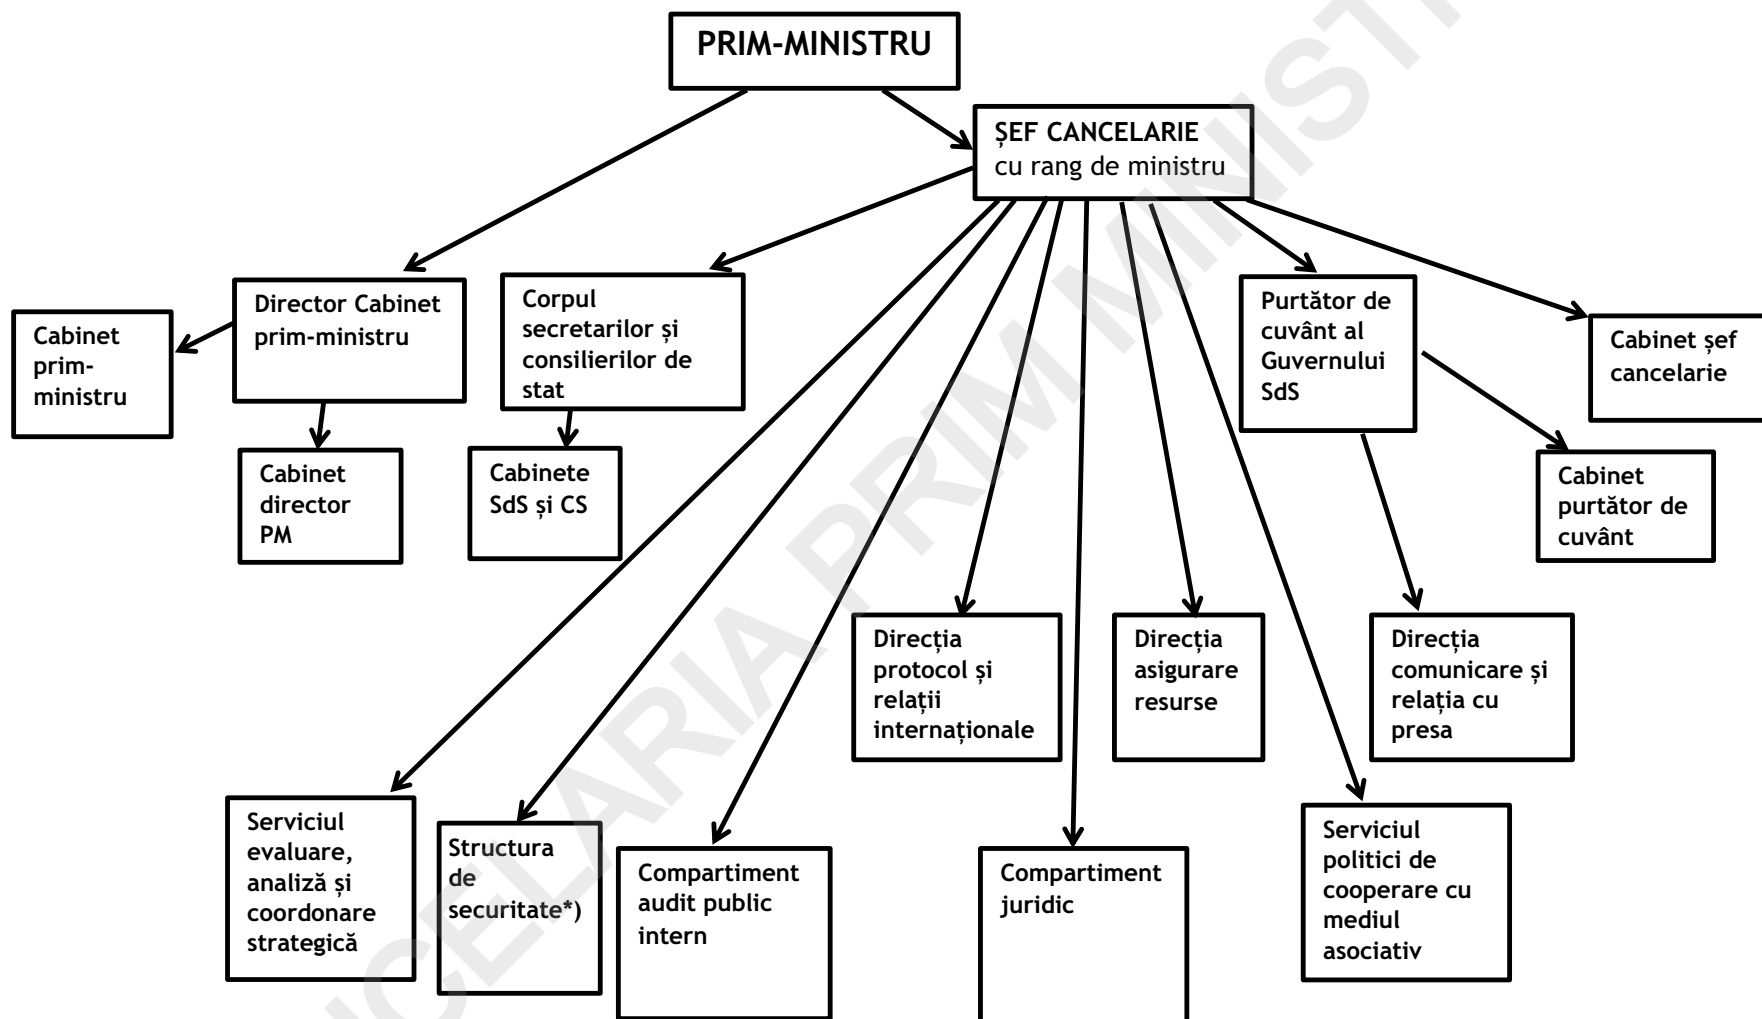 PRIM-MINISTRU
ȘEF CANCELARIE
cu rang de ministru
Cabinet
prim-
ministru
Director Cabinet
prim-ministru
Corpul
secretarilor și
consilierilor de
stat
Purtător de
cuvânt al
Guvernului
SdS
Cabinet șef
cancelarie
Cabinet
director
PM
Cabinete
SdS și CS
Cabinet
purtător de
cuvânt
Direcția
protocol și
relații
internaționale
Direcția
asigurare
resurse
Direcția
comunicare și
relația cu
presa
Serviciul
evaluare,
analiză și
coordonare
strategică
Structura
de
securitate*)
Compartiment
audit public
intern
Compartiment
juridic
Serviciul
politici de
cooperare cu
mediul
asociativ
NCELARIA PRIM MINIST